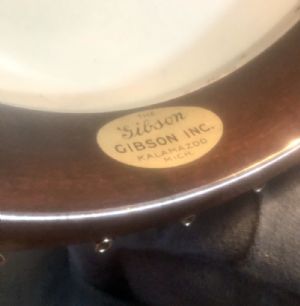 THE
Gibson
GIBSON INC.
KALAMAZOO
MICH.